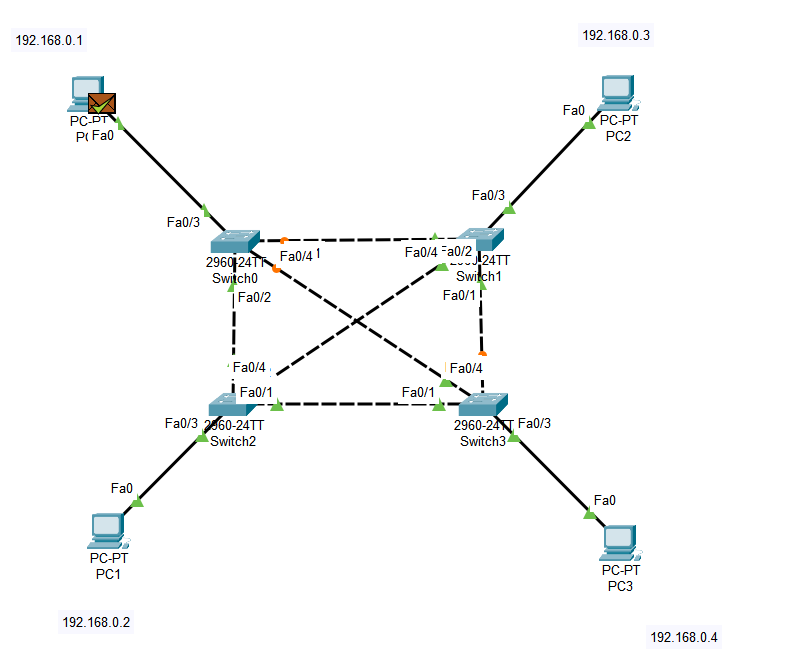 192.168.0.1
192.168.0.3
PC-PT
Fa0
Fa0
PC-PT
PC2
Fa0/3
Fa0/3
Fa0/4
1
Fa0/4
Fa0/2
2960-24TT
Switch0
2960-24TT
Switch1
Fa0/2
Fa0/1
Fa0/4
Fa0/4
Fa0/1
Fa0/1
Fa0/3
2960-24TT
Switch2
2960-24TT
Switch3
Fa0/3
Fa0
Fa0
PC-PT
PC1
PC-PT
PC3
192.168.0.2
192.168.0.4